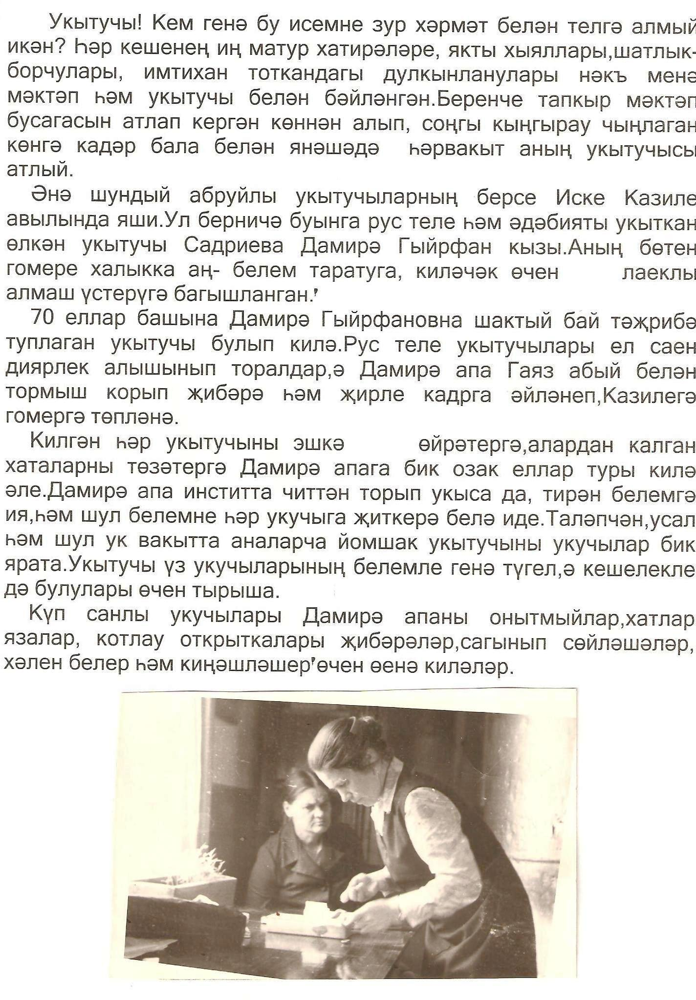 Укытучы! Кем генә бу исемне зур хәрмәт белән телгә алмый
икән? Һәр кешенең иң матур хатирәләре, якты хыяллары,шатлык-
борчулары, имтихан тоткандагы дулкынланулары нәкъ менә
мәктәп һәм укытучы белән бәйләнгән.Беренче тапкыр мәктәп
бусагасын атлап кергән көннән алып, соңгы кыңгырау чыңлаган
көнгә кадәр бала белән янәшәдә һәрвакыт аның укытучысы
атлый.
Әнә шундый абруйлы укытучыларның берсе Иске Казиле
авылында яши.Ул берничә буынга рус теле һәм әдәбияты укыткан
өлкән укытучы Садриева Дамирә Гыйрфан кызы.Аның бөтен
гомере халыкка аң- белем таратуга, киләчәк өчен лаеклы
алмаш үстерүгә багышланган.'
70 еллар башына Дамирә Гыйрфановна шактый бай тәҗрибә
туплаган укытучы булып килә.Рус теле укытучылары ел саен
диярлек алышынып торалдар,ә Дамирә апа Гаяз абый белән
тормыш корып җибәрә һәм җирле кадрга әйләнеп,Казилегә
гомергә төпләнә.
Килгән һәр укытучыны эшкә өйрәтергә,алардан калган
хаталарны төзәтергә Дамирә апага бик озак еллар туры килә
әле.Дамирә апа институтта читтән торып укыса да, тирән белемгә
ия,һәм шул белемне һәр укучыга җиткерә белә иде.Таләпчән,усал
һәм шул ук вакытта аналарча йомшак укытучыны укучылар бик
ярата.Укытучы үз укучыларының белемле генә түгел,ә кешелекле
дә булулары өчен тырыша.
Күп санлы укучылары Дамирә апаны онытмыйлар,хатлар
язалар, котлау открыткалары җибәрәләр,сагынып сөйләшәләр,
хәлен белер һәм киңәшләшер'өчен өенә киләләр.